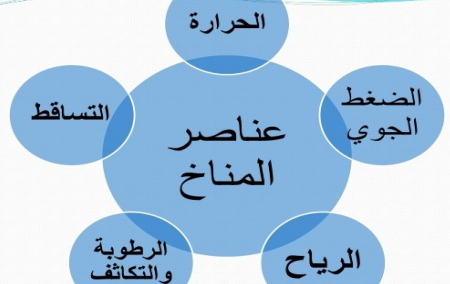 الحرارة
الضغط
الجوي
التساقط
عناصر
المناخ
الرياح
الرطوبة
والتكاثف